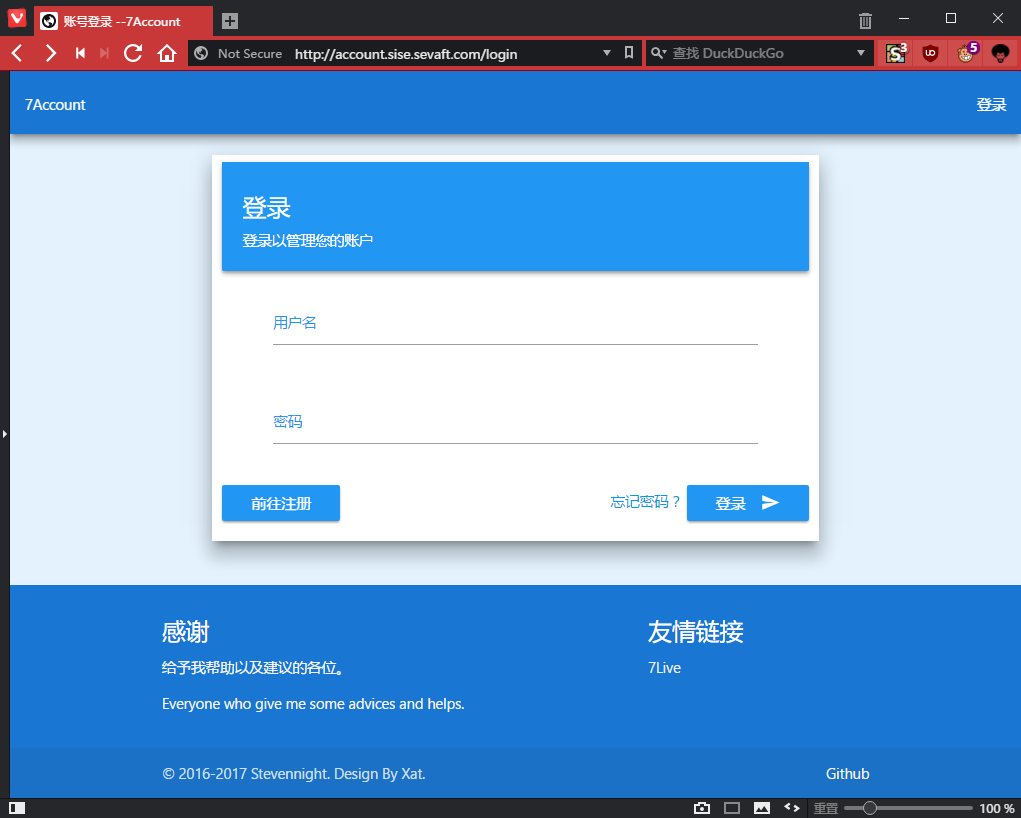 账号登录 --7Account
Not Secure http://account.sise.sevaft.com/login
查找 DuckDuckGo
S 3
UD
5
7Account
登录
登录
登录以管理您的账户
用户名
密码
前往注册
忘记密码？
登录
感谢
给予我帮助以及建议的各位。
Everyone who give me some advices and helps.
友情链接
7Live
© 2016-2017 Stevennight. Design By Xat.
Github
重置
100 %